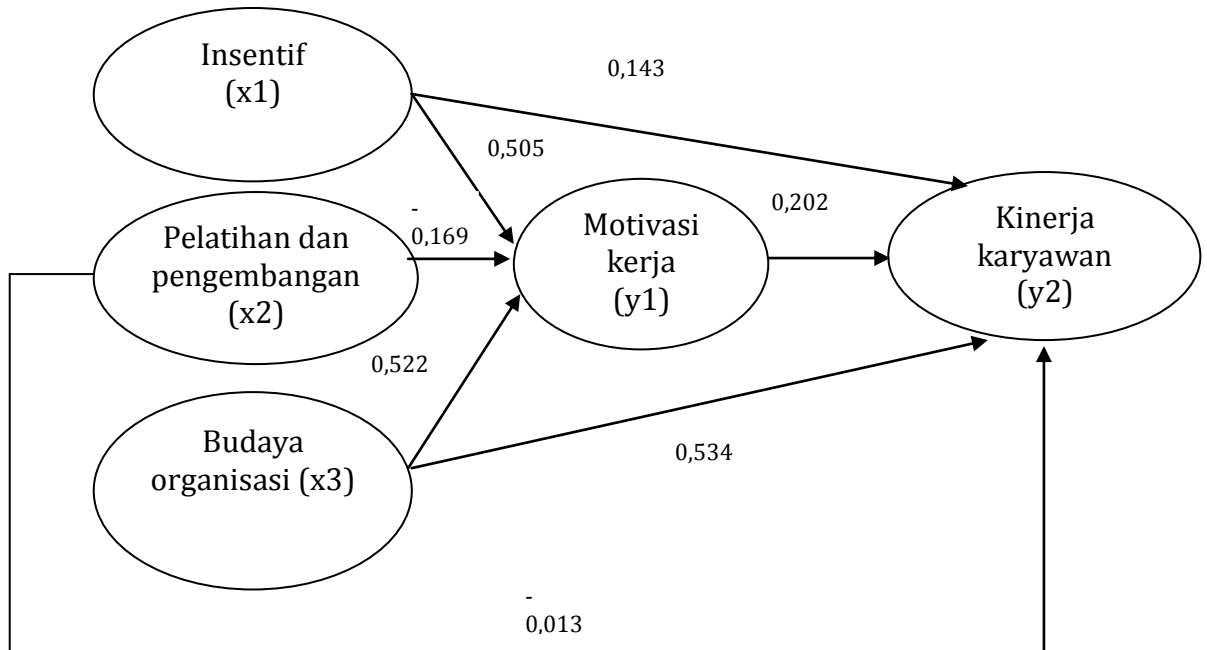 Insentif
(x1)
0,143
0,505
Pelatihan dan
pengembangan
(x2)
-
0,169
Motivasi
kerja
(y1)
0,202
Kinerja
karyawan
(y2)
0,522
Budaya
organisasi (x3)
0,534
-
0,013